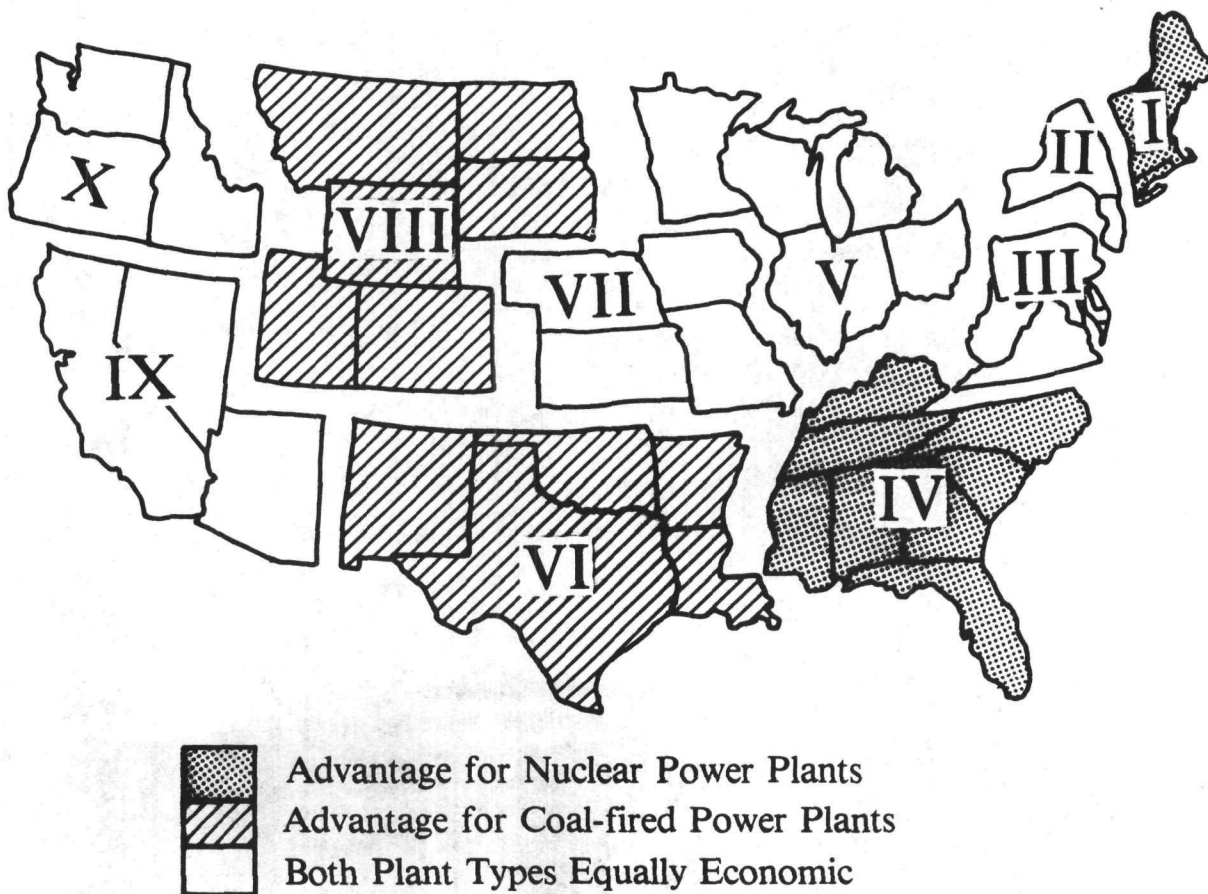 I
II
X
VIII
III
VII
V
IX
IV
VI
Advantage for Nuclear Power Plants
Advantage for Coal-fired Power Plants
Both Plant Types Equally Economic